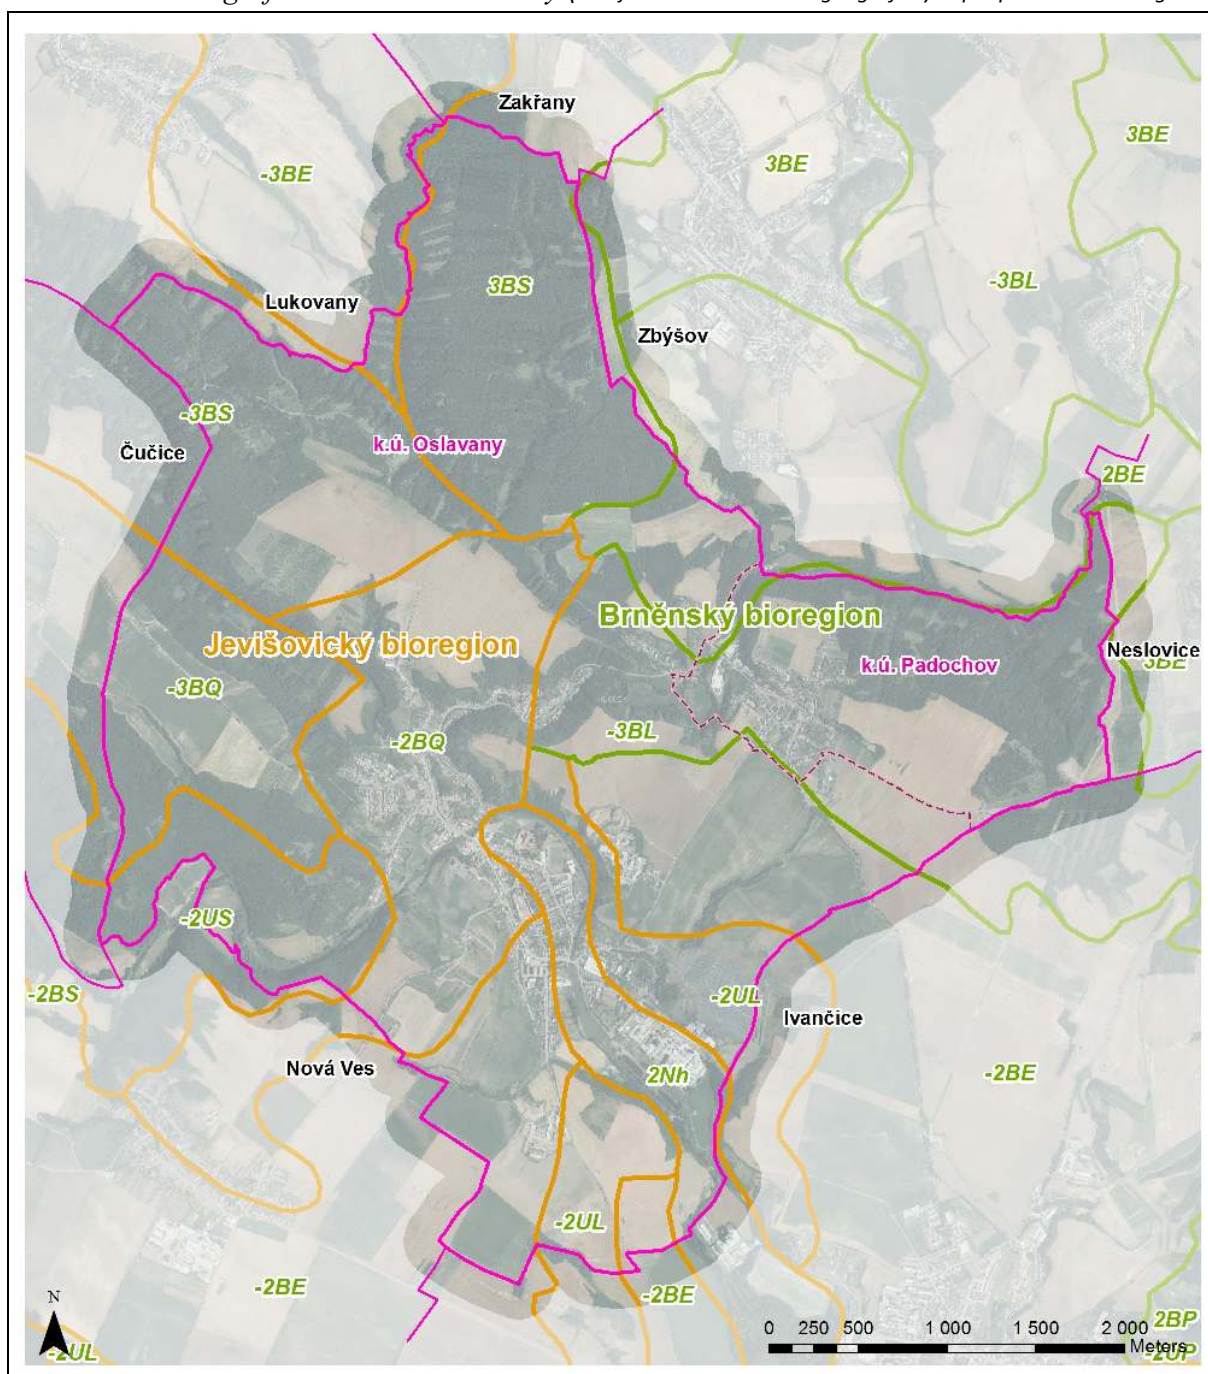 Zakřany
3BE
3BE
-3BE
3BS
-3BL
Lukovany
Zbýšov
-3BS
k.ú. Oslavany
Čučice
2BE
Brněnský bioregion
Jevišovický bioregion
Neslovice
3BE
k.ú. Padochov
-3BQ
-2BQ
-3BL
-2US
-2BS
-2UL
Ivančice
Nová Ves
2Nh
-2BE
-2UL
-2BE
-2BE
N
0 250 500 1 000 1 500 2 000
Meters
2BP
-2UL
-2UP